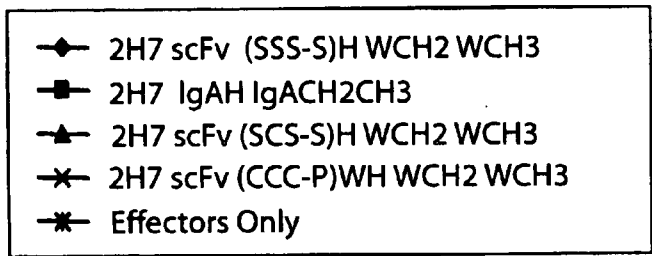 2H7 scFv (SSS-S)H WCH2 WCH3
2H7 IgAH IgACH2CH3
2H7 scFv (SCS-S)H WCH2 WCH3
2H7 scFv (CCC-P)WH WCH2 WCH3
Effectors Only